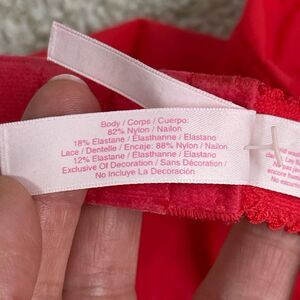 Body / Corps / Cuerpo:
82% Nylon / Nailon
18% Elastane / Élasthanne / Elastano
Lace / Dentelle / Encaje: 88% Nylon / Nailon
12% Elastane / Élasthanne / Elastano
Exclusive Of Decoration / Sans Décoration /
No Incluye La Decoración